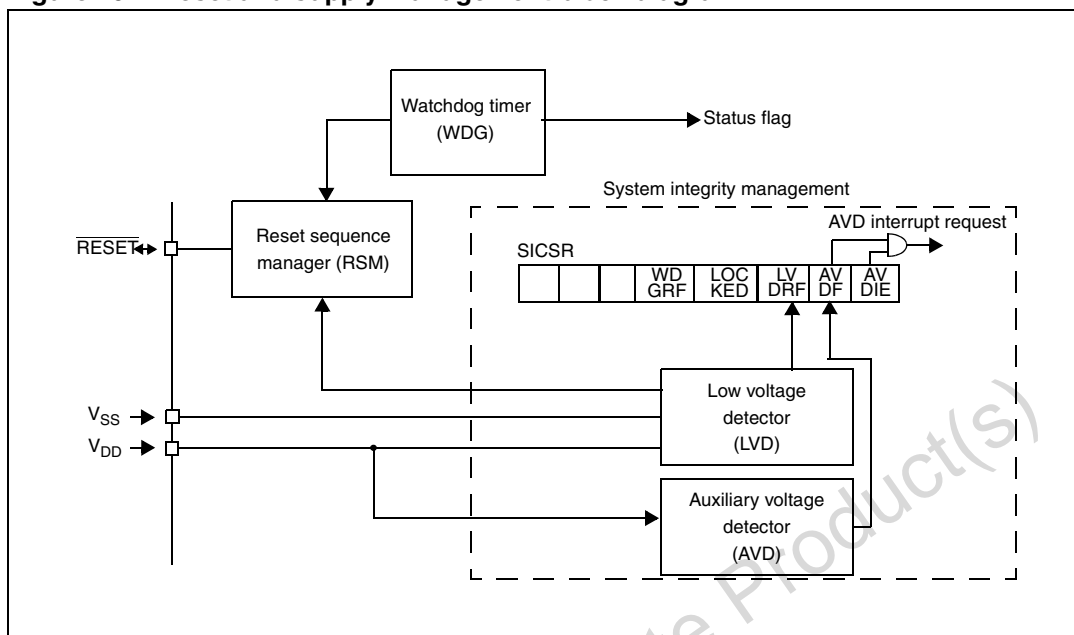 Watchdog timer
(WDG)
Status flag
System integrity management
AVD interrupt request
RESET
Reset sequence
manager (RSM)
SICSR
WD
GRF
LOC
KED
LV
DRF
AV
DF
AV
DIE
Low voltage
detector
(LVD)
VSS
VDD
Auxiliary voltage
detector
(AVD)
Product(s)